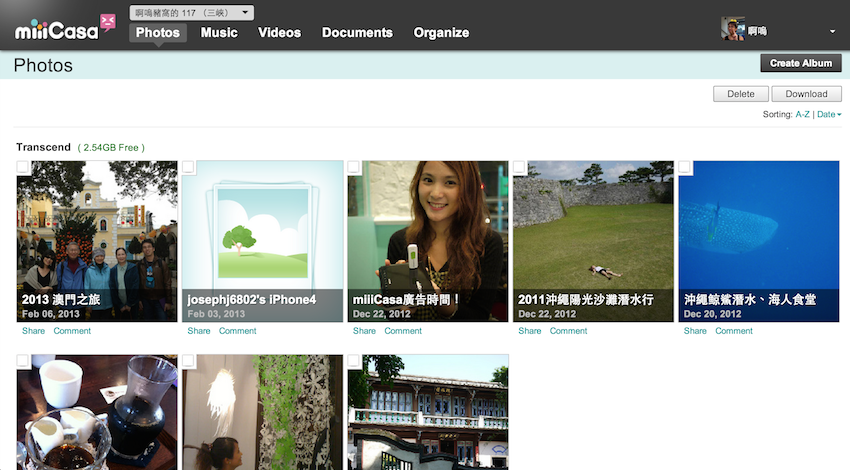 miiiCasa
啊嗚豬窩的 117 （三峽）
Photos Music Videos Documents Organize
啊嗚
Photos
Create Album
Delete Download
Sorting: A-Z | Date
Transcend ( 2.54GB Free )
2013 澳門之旅
Feb 06, 2013
Share Comment
josephj6802's iPhone4
Feb 03, 2013
Share Comment
miiiCasa廣告時間！
Dec 22, 2012
Share Comment
2011沖繩陽光沙灘潛水行
Dec 22, 2012
Share Comment
沖繩鯨鯊潛水、海人食堂
Dec 20, 2012
Share Comment